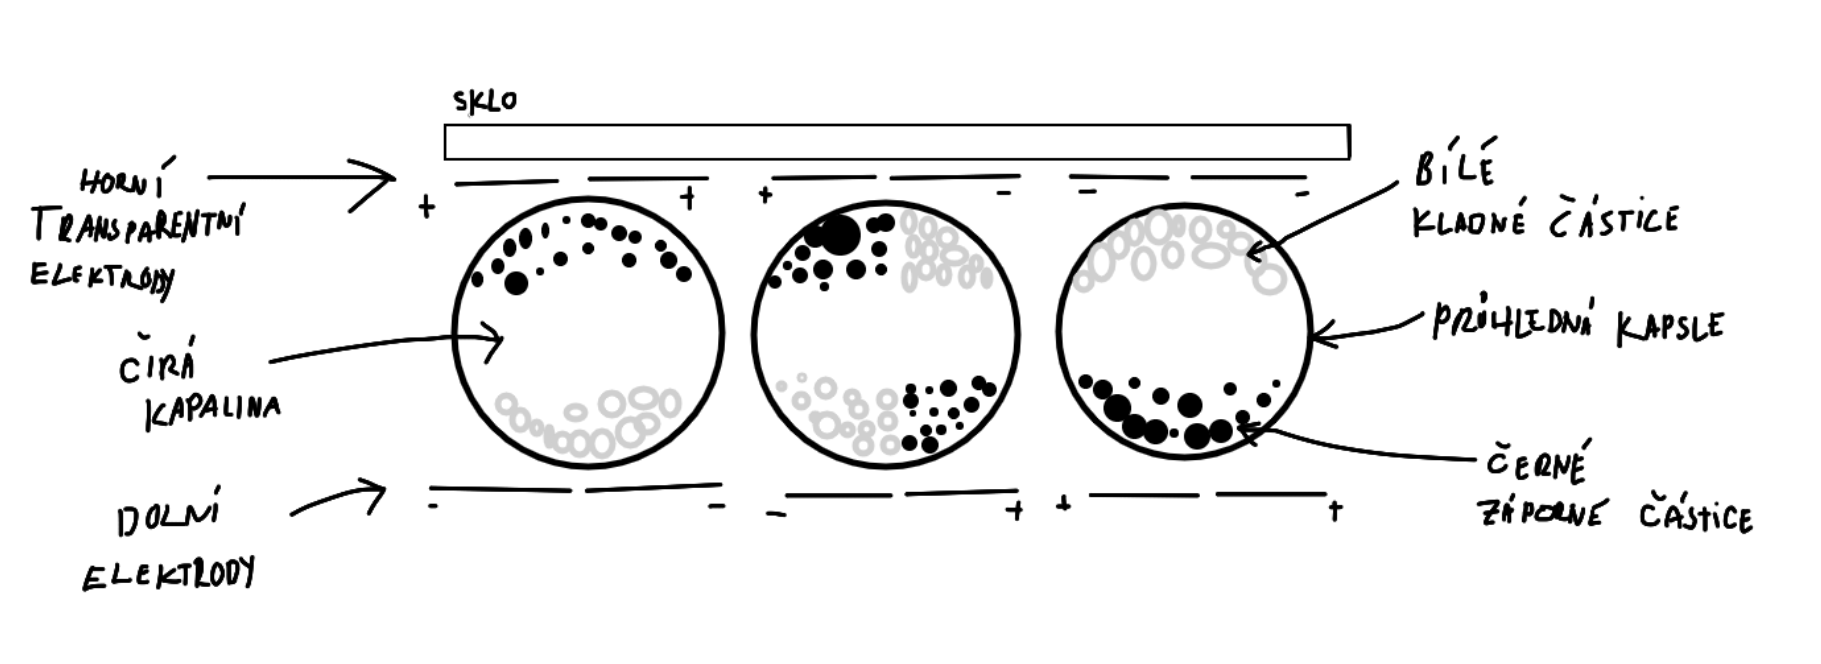 SKLO
HORNÍ
TRANSPARENTNÍ
ELEKTRODY
+ + + - - -
BÍLÉ
KLADNÉ ČÁSTICE
ČIRÁ
KAPALINA
PRŮHLEDNÁ KAPSLE
ČERNÉ
ZÁPORNÉ ČÁSTICE
- - - + + +
DOLNÍ
ELEKTRODY